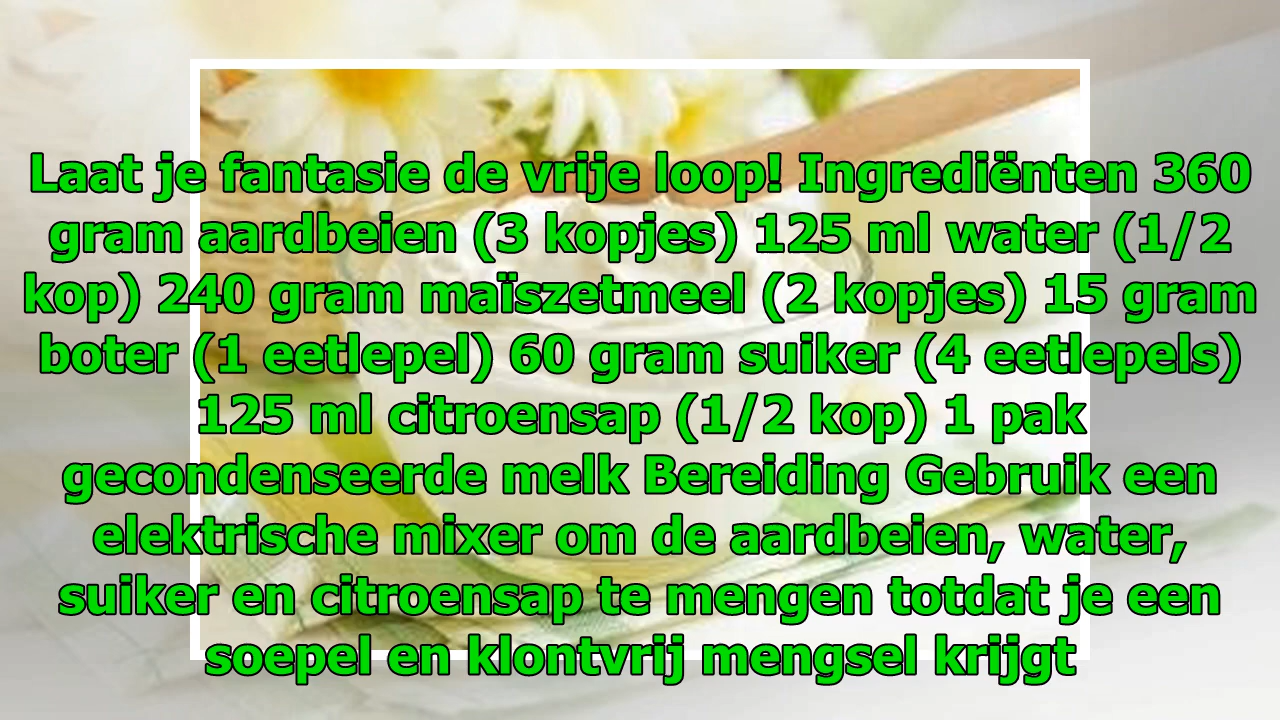 Laat je fantasie de vrije loop! Ingrediënten 360
gram aardbeien (3 kopjes) 125 ml water (1/2
kop) 240 gram maïszetmeel (2 kopjes) 15 gram
boter (1 eetlepel) 60 gram suiker (4 eetlepels)
125 ml citroensap (1/2 kop) 1 pak
gecondenseerde melk Bereiding Gebruik een
elektrische mixer om de aardbeien, water,
suiker en citroensap te mengen totdat je een
soepel en klontvrij mengsel krijgt